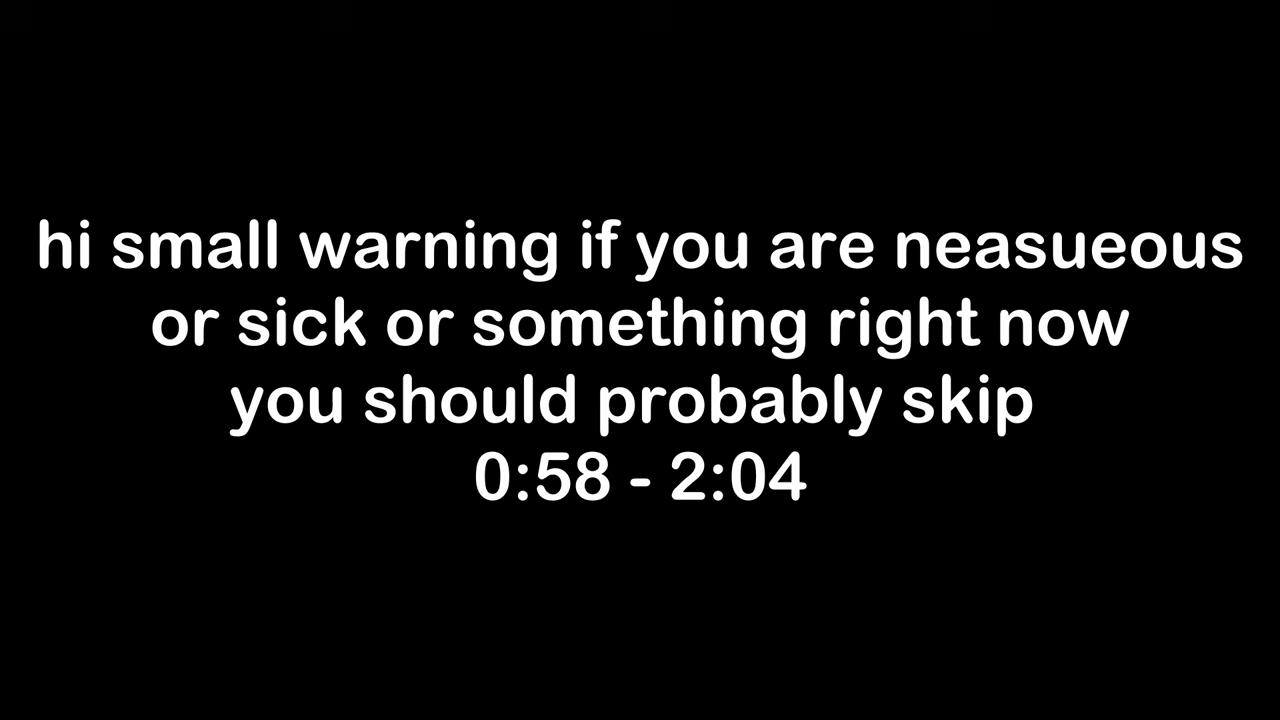 hi small warning if you are neasueous
or sick or something right now
you should probably skip
0:58 - 2:04